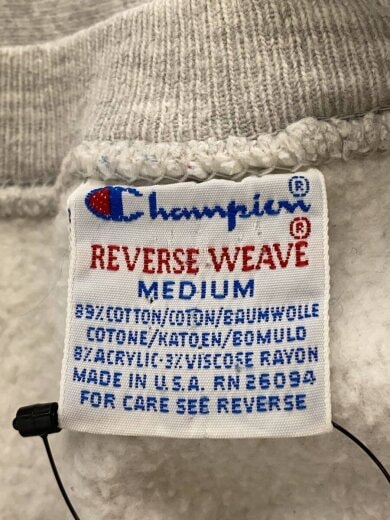 Champion ®
REVERSE WEAVE ®
MEDIUM
89% COTTON/COTON/BAUMWOLLE
COTONE/KATOEN/BOMULD
8% ACRYLIC-3% VISCOSE RAYON
MADE IN U.S.A. RN 26094
FOR CARE SEE REVERSE